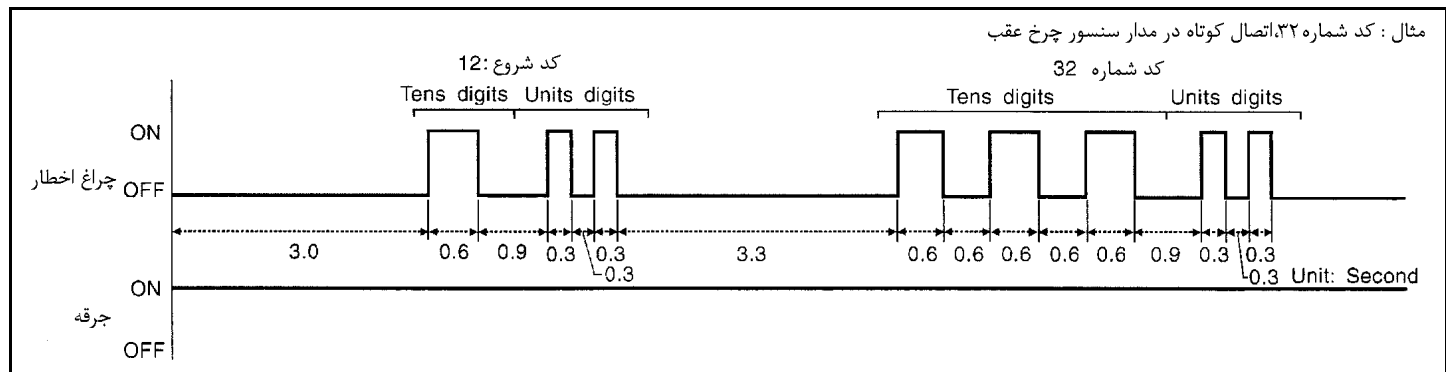 مثال : کد شماره ۳۲،اتصال کوتاه در مدار سنسور چرخ عقب
کد شروع :12
کد شماره 32
Tens digits Units digits
Tens digits Units digits
ON
چراغ اخطار OFF
3.0 0.6 0.9 0.3 0.3 3.3 0.6 0.6 0.6 0.6 0.6 0.9 0.3 0.3
0.3 0.3 Unit: Second
ON
جرقه
OFF